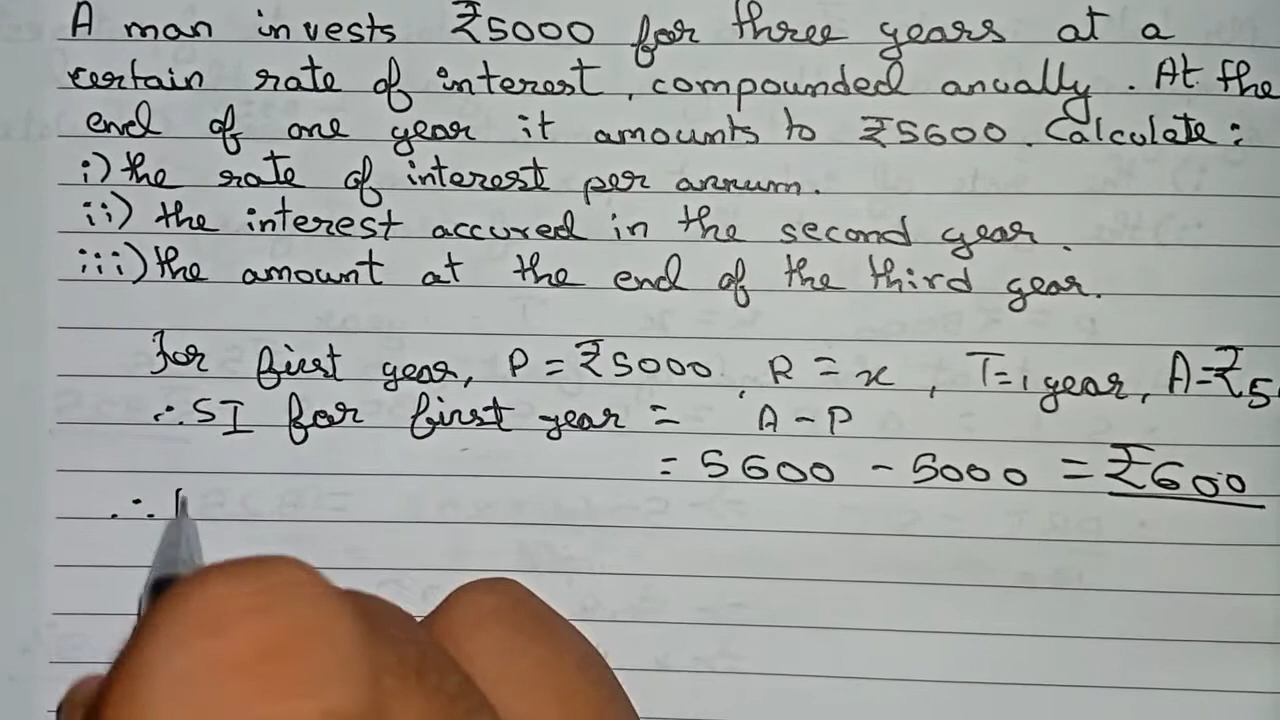 A man invests ₹5000 for three years at a
certain rate of interest, compounded anually. At the
end of one year it amounts to ₹5600. Calculate:
i) the rate of interest per annum.
ii) the interest accured in the second year.
iii) the amount at the end of the third year.
for first year, P = ₹5000, R = x, T = 1 year, A = ₹5
∴ SI for first year = A - P
= 5600 - 5000 = ₹600
∴